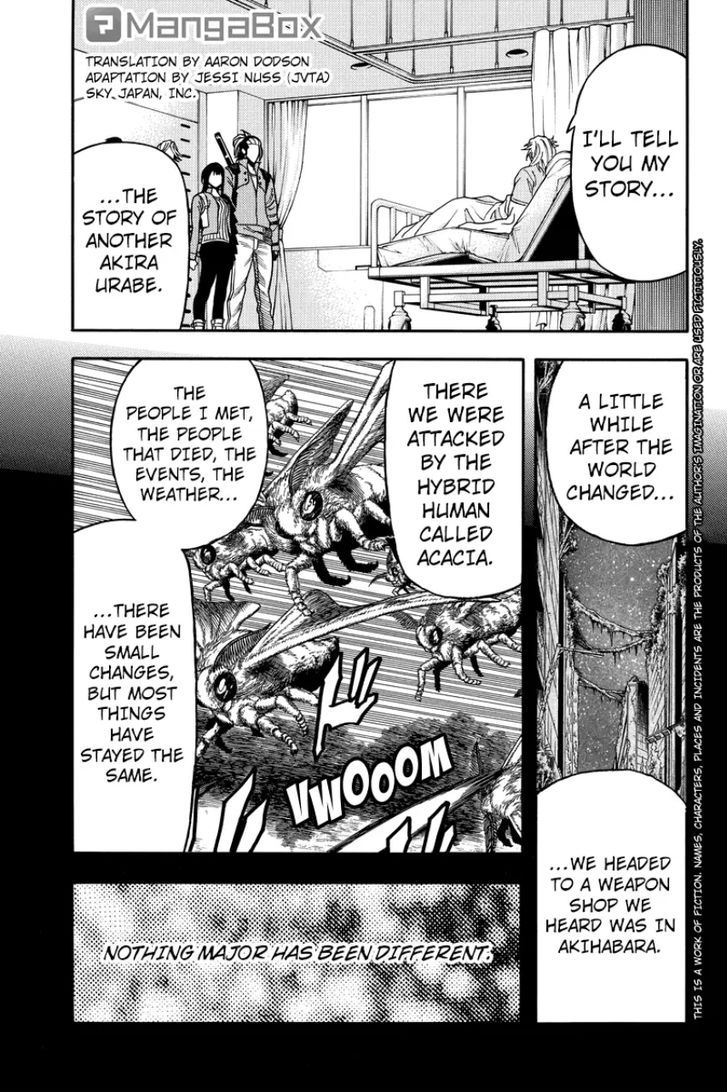 MangaBox
TRANSLATION BY AARON DODSON
ADAPTATION BY JESSI NUSS (JVTA)
SKY JAPAN, INC.
I'LL TELL
YOU MY
STORY...
...THE
STORY OF
ANOTHER
AKIRA
URABE.
A LITTLE
WHILE
AFTER THE
WORLD
CHANGED...
...WE HEADED
TO A WEAPON
SHOP WE
HEARD WAS IN
AKIHABARA.
THERE
WE WERE
ATTACKED
BY THE
HYBRID
HUMAN
CALLED
ACACIA.
THE
PEOPLE I MET,
THE PEOPLE
THAT DIED, THE
EVENTS, THE
WEATHER...
...THERE
HAVE BEEN
SMALL
CHANGES,
BUT MOST
THINGS
HAVE
STAYED THE
SAME.
VWOOOM
NOTHING MAJOR HAS BEEN DIFFERENT.
THIS IS A WORK OF FICTION. NAMES, CHARACTERS, PLACES AND INCIDENTS ARE THE PRODUCTS OF THE AUTHOR'S IMAGINATION OR ARE USED FICTITIOUSLY.